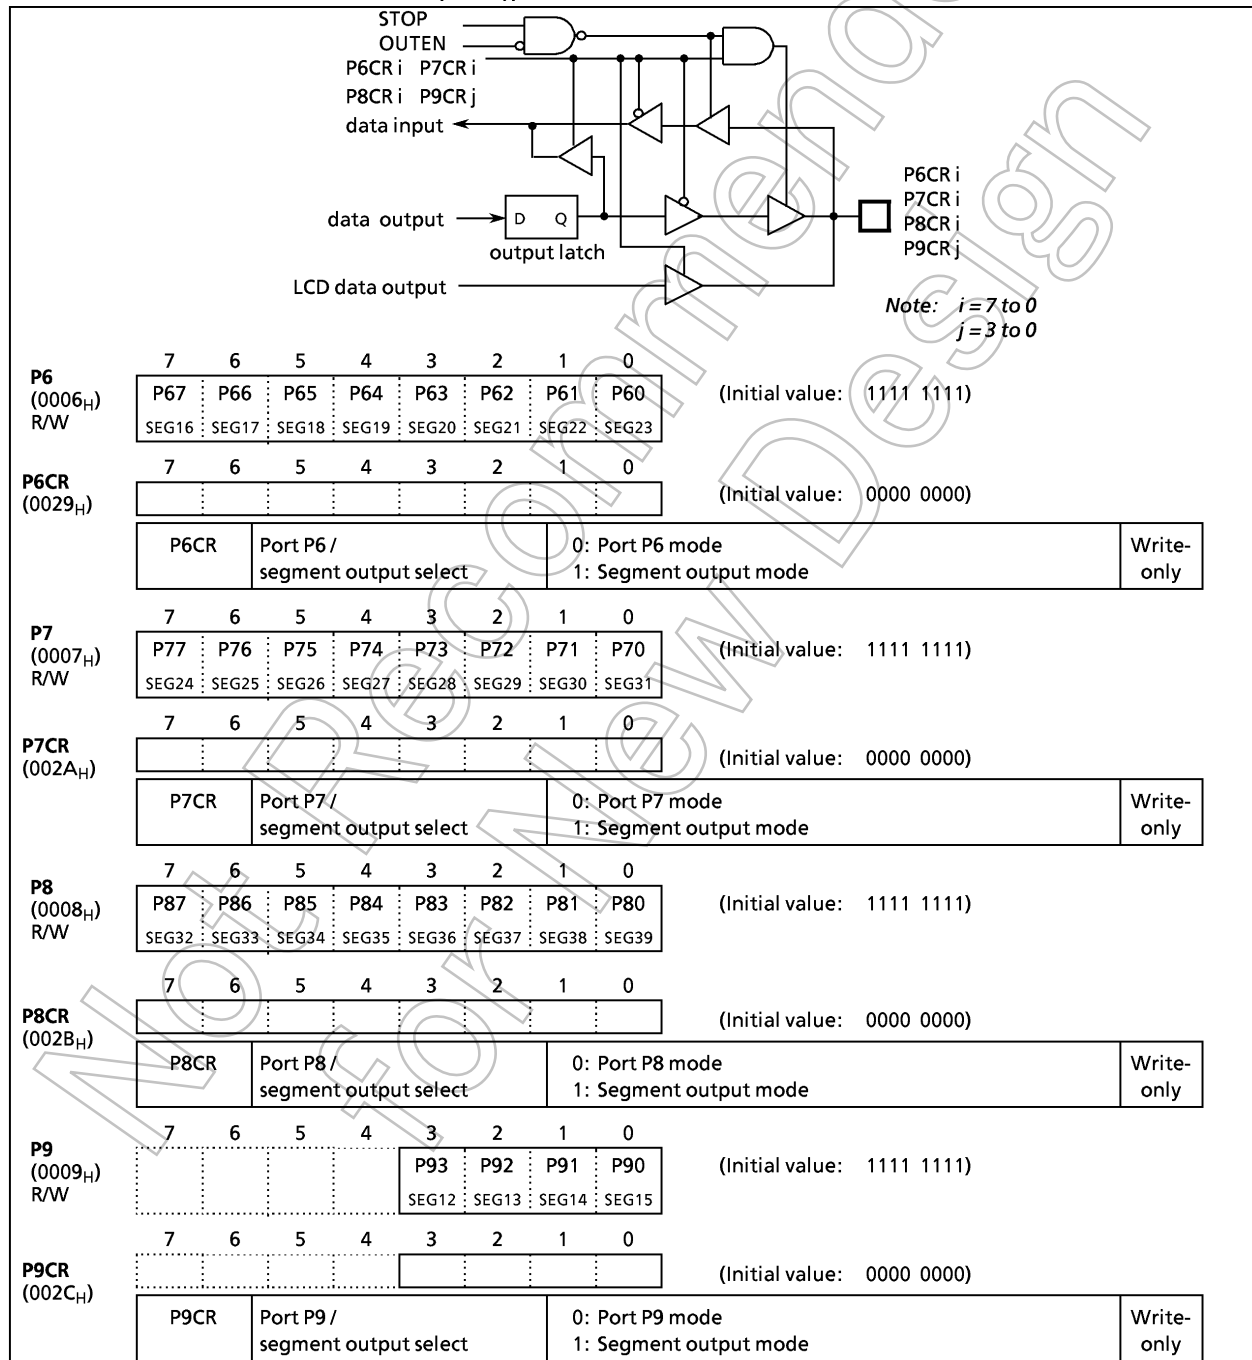 STOP
OUTEN
P6CR i P7CR i
P8CR i P9CR j
data input
data output
D Q
output latch
LCD data output
P6CR i
P7CR i
P8CR i
P9CR j
Note: i = 7 to 0
j = 3 to 0
7 6 5 4 3 2 1 0
P6
(0006H)
R/W
P67 P66 P65 P64 P63 P62 P61 P60
SEG16 SEG17 SEG18 SEG19 SEG20 SEG21 SEG22 SEG23
(Initial value: 1111 1111)
7 6 5 4 3 2 1 0
P6CR
(0029H)
(Initial value: 0000 0000)
P6CR Port P6 / 0: Port P6 mode Write-
segment output select 1: Segment output mode only
7 6 5 4 3 2 1 0
P7
(0007H)
R/W
P77 P76 P75 P74 P73 P72 P71 P70
SEG24 SEG25 SEG26 SEG27 SEG28 SEG29 SEG30 SEG31
(Initial value: 1111 1111)
7 6 5 4 3 2 1 0
P7CR
(002AH)
(Initial value: 0000 0000)
P7CR Port P7 / 0: Port P7 mode Write-
segment output select 1: Segment output mode only
7 6 5 4 3 2 1 0
P8
(0008H)
R/W
P87 P86 P85 P84 P83 P82 P81 P80
SEG32 SEG33 SEG34 SEG35 SEG36 SEG37 SEG38 SEG39
(Initial value: 1111 1111)
7 6 5 4 3 2 1 0
P8CR
(002BH)
(Initial value: 0000 0000)
P8CR Port P8 / 0: Port P8 mode Write-
segment output select 1: Segment output mode only
7 6 5 4 3 2 1 0
P9
(0009H)
R/W
P93 P92 P91 P90
SEG12 SEG13 SEG14 SEG15
(Initial value: 1111 1111)
7 6 5 4 3 2 1 0
P9CR
(002CH)
(Initial value: 0000 0000)
P9CR Port P9 / 0: Port P9 mode Write-
segment output select 1: Segment output mode only
Not Recommend
for New Design